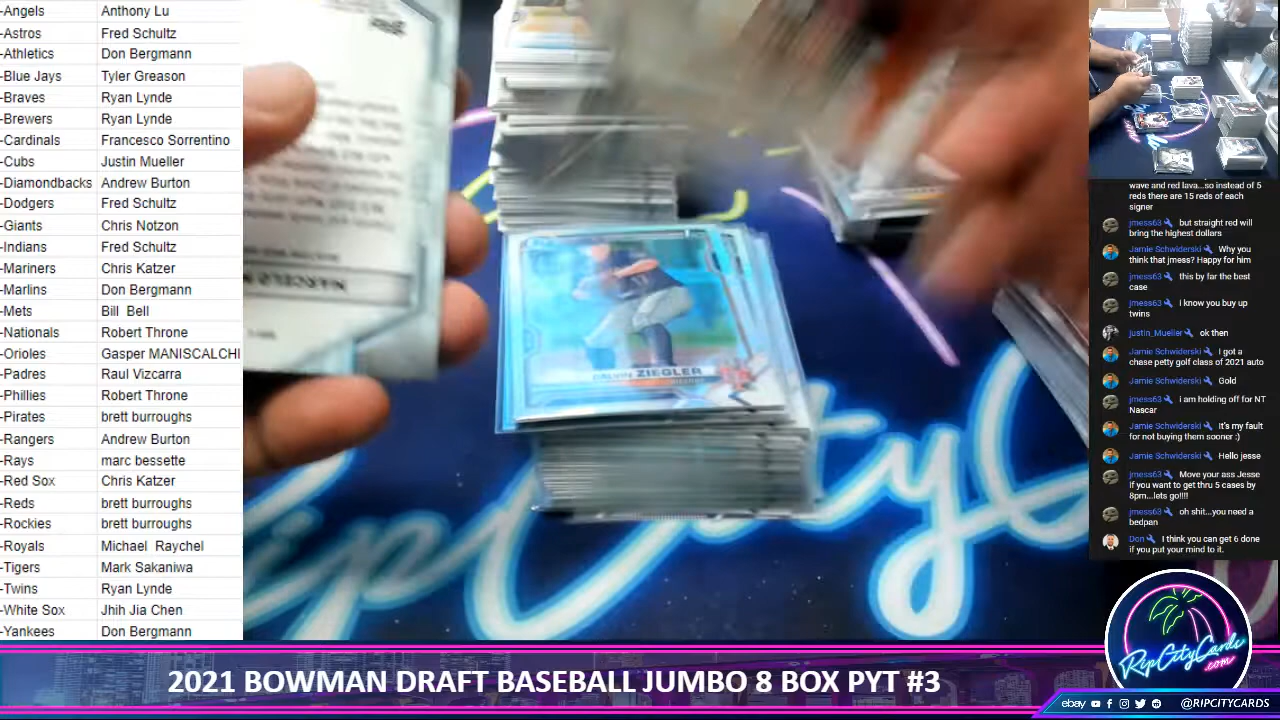 -Angels Anthony Lu
-Astros Fred Schultz
-Athletics Don Bergmann
-Blue Jays Tyler Greason
-Braves Ryan Lynde
-Brewers Ryan Lynde
-Cardinals Francesco Sorrentino
-Cubs Justin Mueller
-Diamondbacks Andrew Burton
-Dodgers Fred Schultz
-Giants Chris Notzon
-Indians Fred Schultz
-Mariners Chris Katzer
-Marlins Don Bergmann
-Mets Bill Bell
-Nationals Robert Throne
-Orioles Gasper MANISCALCHI
-Padres Raul Vizcarra
-Phillies Robert Throne
-Pirates brett burroughs
-Rangers Andrew Burton
-Rays marc bessette
-Red Sox Chris Katzer
-Reds brett burroughs
-Rockies brett burroughs
-Royals Michael Raychel
-Tigers Mark Sakaniwa
-Twins Ryan Lynde
-White Sox Jhih Jia Chen
-Yankees Don Bergmann
ZIEGLER
RipCityC
wave and red lava...so instead of 5
reds there are 15 reds of each
signer
jmess63 but straight red will
bring the highest dollars
Jamie Schwiderski Why you
think that jmess? Happy for him
jmess63 this by far the best
case
jmess63 i know you buy up
twins
justin_Mueller ok then
Jamie Schwiderski I got a
chase petty golf class of 2021 auto
Jamie Schwiderski Gold
jmess63 i am holding off for NT
Nascar
Jamie Schwiderski It's my fault
for not buying them sooner :)
Jamie Schwiderski Hello jesse
jmess63 Move your ass Jesse
if you want to get thru 5 cases by
8pm...lets go!!!!
jmess63 oh shit...you need a
bedpan
Don I think you can get 6 done
if you put your mind to it.
RipCityCards
.com
2021 BOWMAN DRAFT BASEBALL JUMBO 8 BOX PYT #3
ebay @RIPCITYCARDS